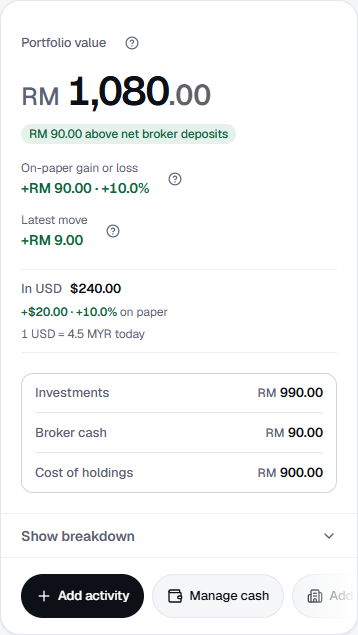 Portfolio value
RM 1,080.00
RM 90.00 above net broker deposits
On-paper gain or loss
+RM 90.00 · +10.0%
Latest move
+RM 9.00
In USD $240.00
+$20.00 · +10.0% on paper
1 USD = 4.5 MYR today
Investments RM 990.00
Broker cash RM 90.00
Cost of holdings RM 900.00
Show breakdown
+ Add activity Manage cash Add